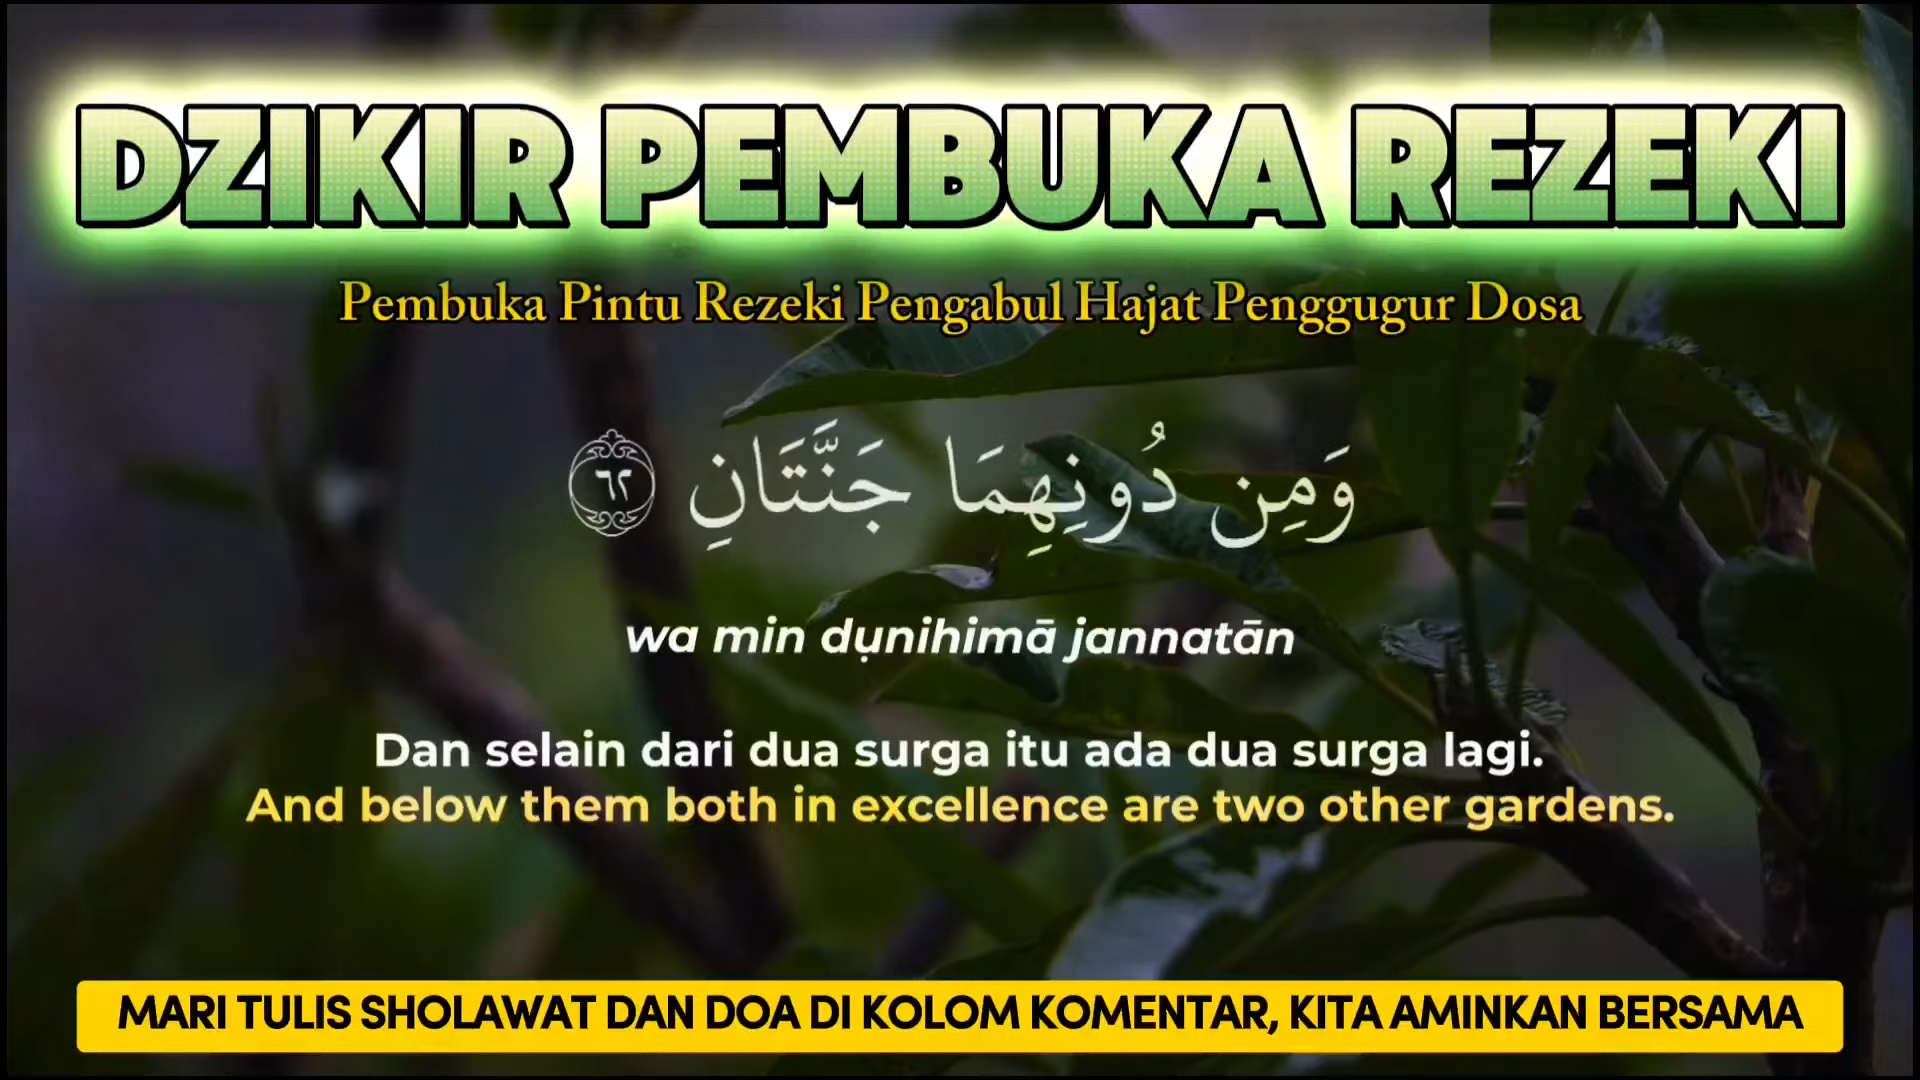 DZIKIR PEMBUKA REZEKI
Pembuka Pintu Rezeki Pengabul Hajat Penggugur Dosa
وَمِن دُونِهِمَا جَنَّتَانِ ٦٢
wa min dụnihimā jannatān
Dan selain dari dua surga itu ada dua surga lagi.
And below them both in excellence are two other gardens.
MARI TULIS SHOLAWAT DAN DOA DI KOLOM KOMENTAR, KITA AMINKAN BERSAMA